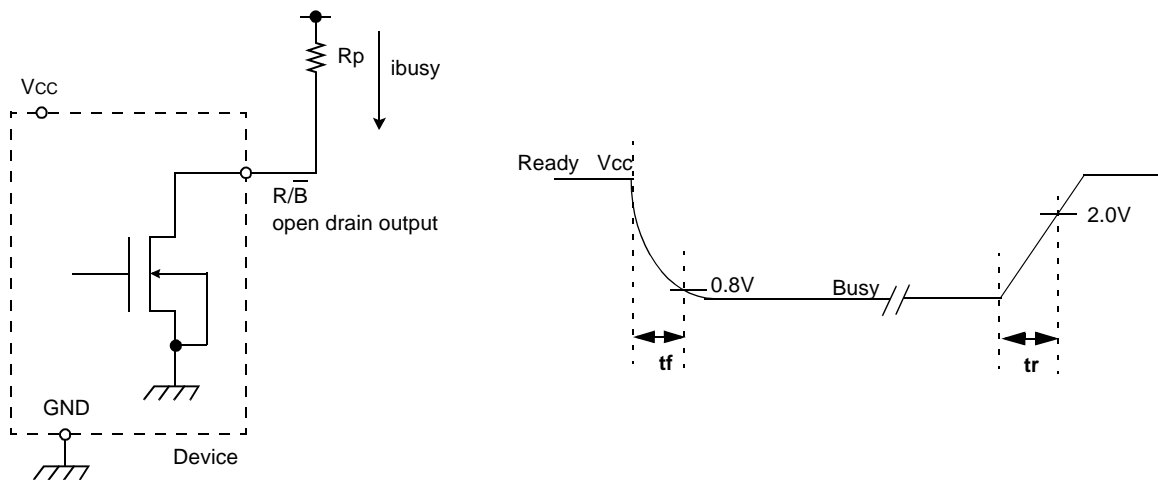 Rp
ibusy
VCC
R/B̅
open drain output
GND
Device
Ready Vcc
2.0V
0.8V
Busy
tf
tr